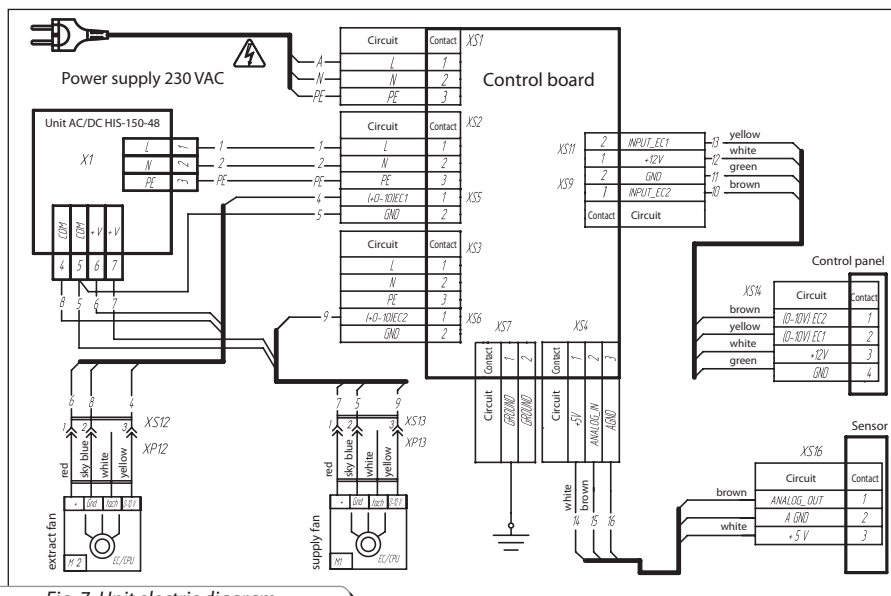 Power supply 230 VAC
A
N
PE
Circuit Contact XS1
L 1
N 2
PE 3
Control board
Unit AC/DC HIS-150-48
X1
L 1
N 2
PE 3
1
2
PE
COM COM +V +V
4 5 6 7
8 5 6 7
1
2
PE
4
5
Circuit Contact XS2
L 1
N 2
PE 3
(+0-10)EC1 1 XS5
GND 2
Circuit Contact XS3
L 1
N 2
PE 3
9 (+0-10)EC2 1 XS6
GND 2
XS11 2 INPUT_EC1 13 yellow
1 +12V 12 white
XS9 2 GND 11 green
1 INPUT_EC2 10 brown
Contact Circuit
Control panel
XS14 Circuit Contact
brown (0-10V) EC2 1
yellow (0-10V) EC1 2
white +12V 3
green GND 4
XS7 XS4
Contact 1 2
Circuit GROUND GROUND
Contact 1 2 3
Circuit +5V ANALOG_IN AGND
white brown
14 15 16
Sensor
XS16
Circuit Contact
brown ANALOG_OUT 1
A GND 2
white +5 V 3
6 8 4
XS12
1 2 3
XP12
red sky blue white yellow
+ Gnd tach 0-10 V
extract fan
M 2 EC/CPU
7 5 9
XS13
1 2 3
XP13
red sky blue white yellow
+ Gnd tach 0-10 V
supply fan
M1 EC/CPU
Fig. 7. Unit electric diagram